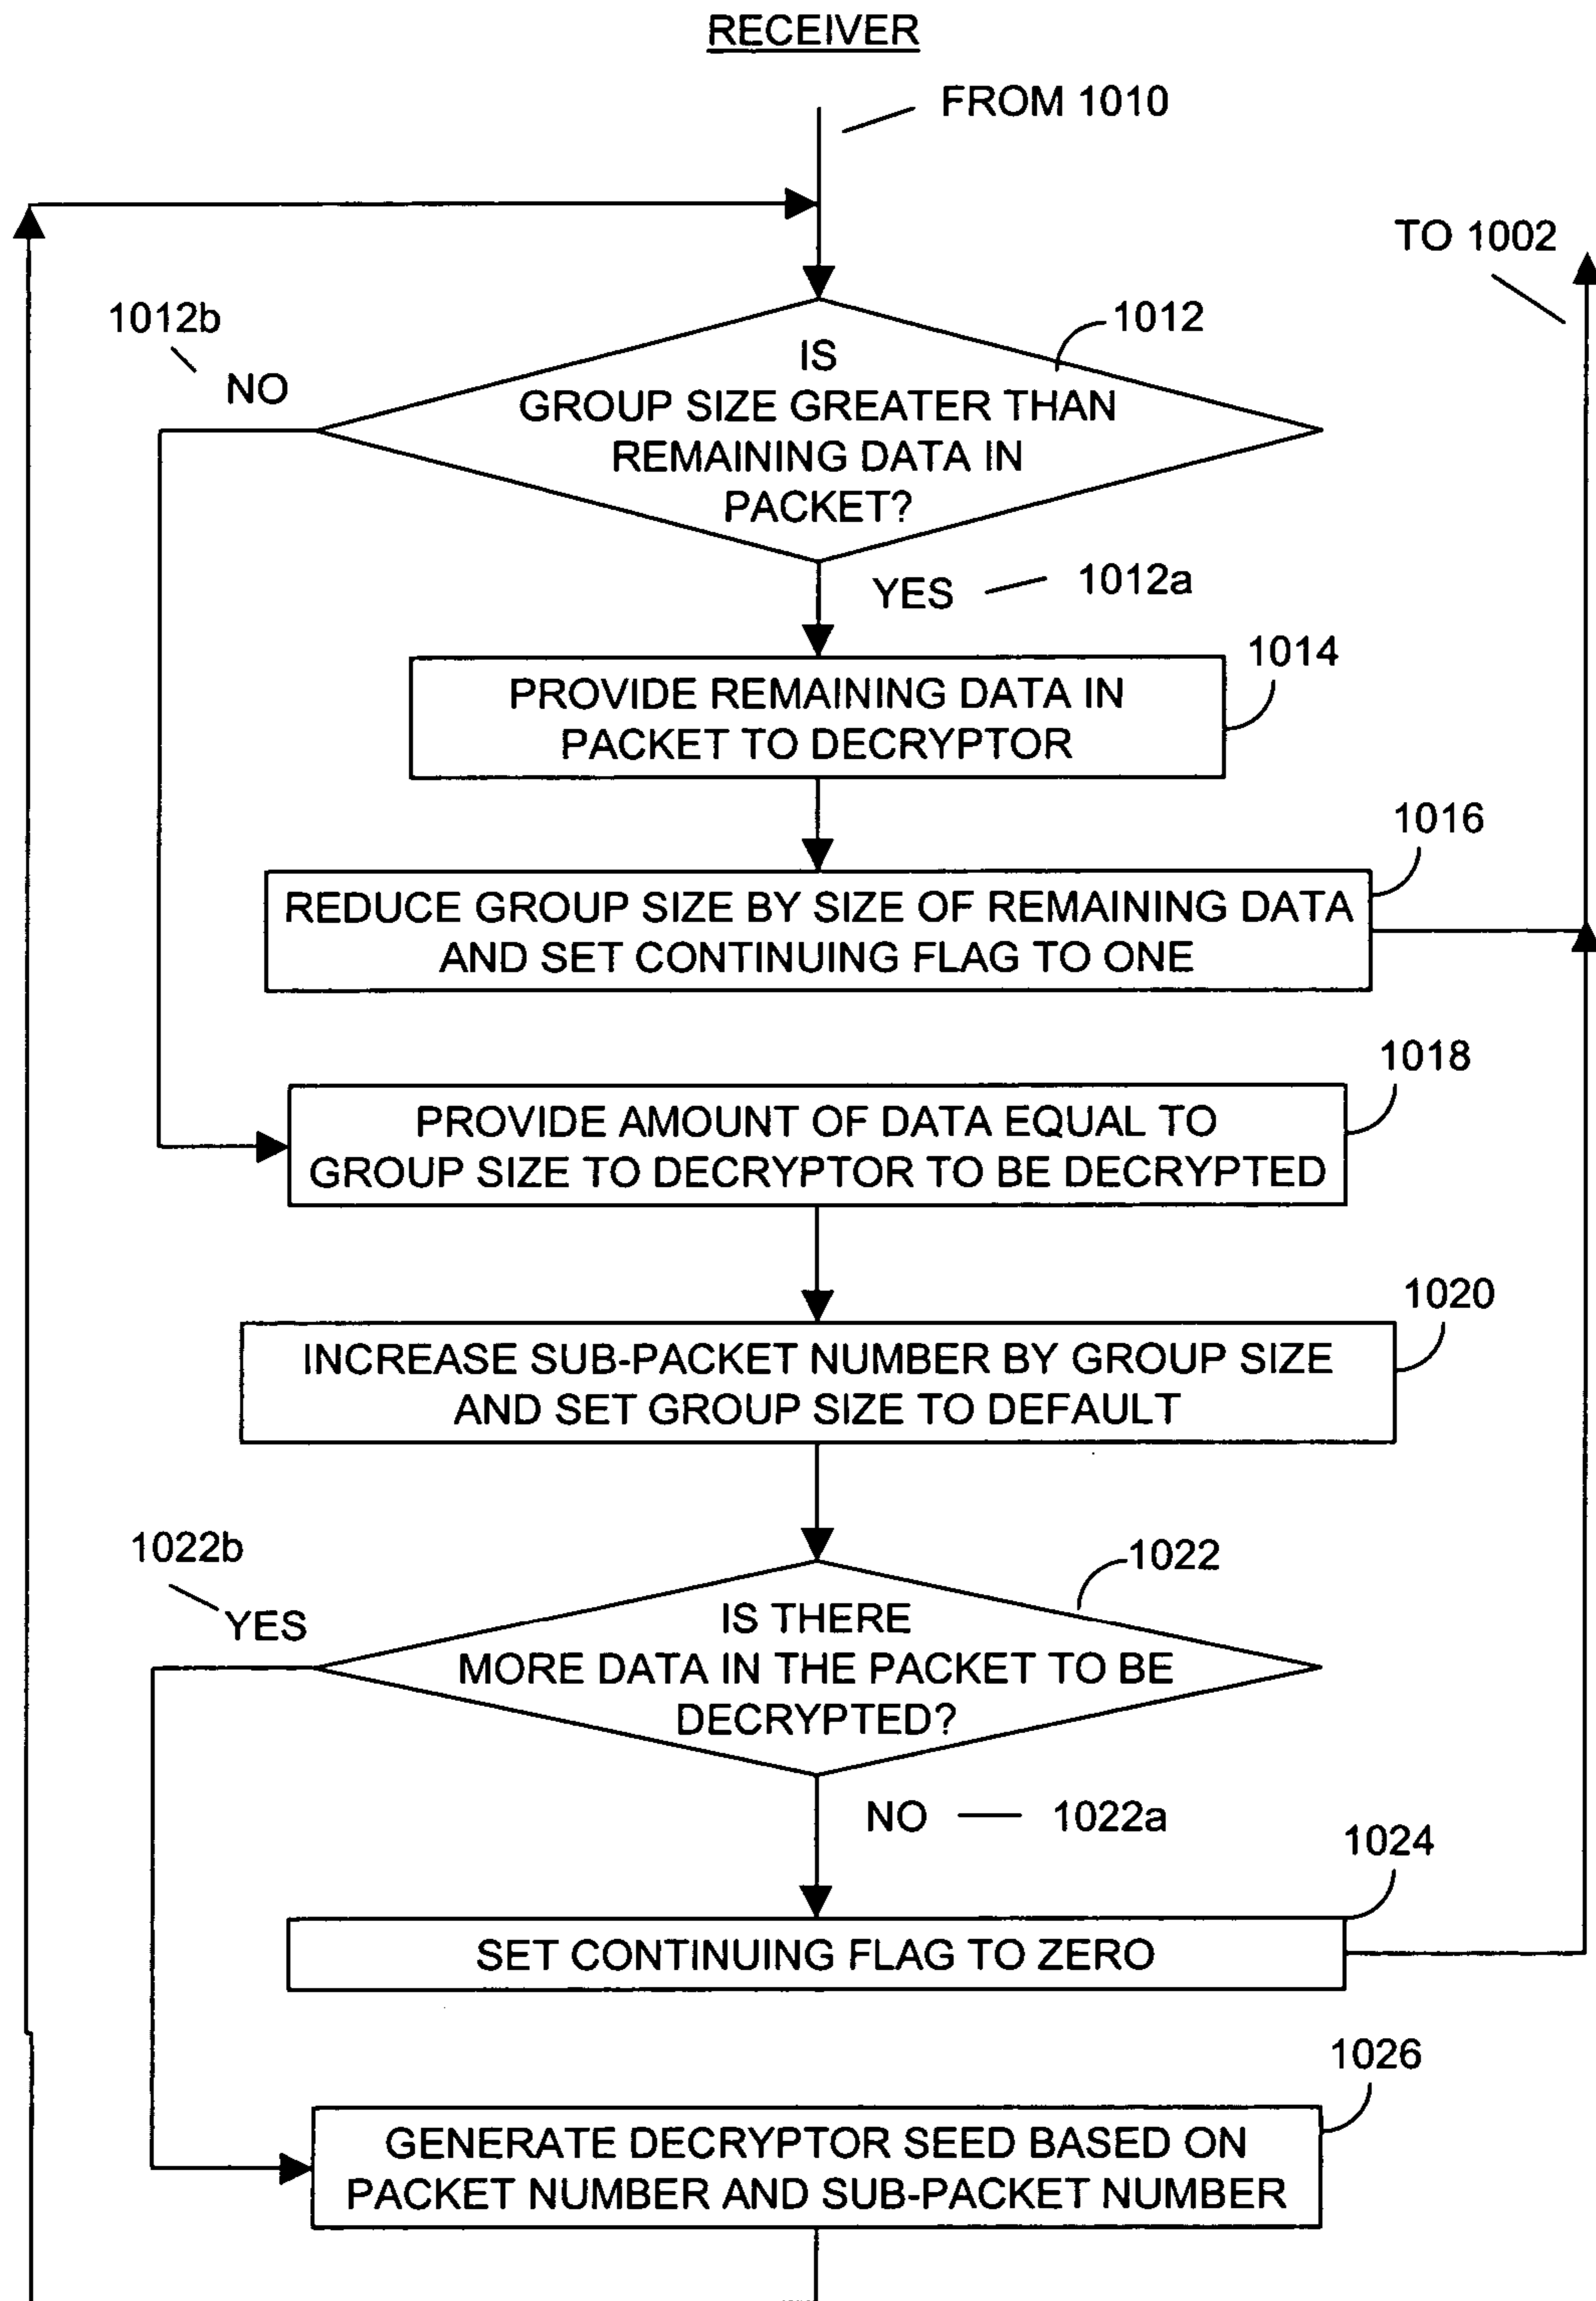 RECEIVER
FROM 1010
TO 1002
1012b
NO
1012
IS
GROUP SIZE GREATER THAN
REMAINING DATA IN
PACKET?
YES
1012a
1014
PROVIDE REMAINING DATA IN
PACKET TO DECRYPTOR
1016
REDUCE GROUP SIZE BY SIZE OF REMAINING DATA
AND SET CONTINUING FLAG TO ONE
1018
PROVIDE AMOUNT OF DATA EQUAL TO
GROUP SIZE TO DECRYPTOR TO BE DECRYPTED
1020
INCREASE SUB-PACKET NUMBER BY GROUP SIZE
AND SET GROUP SIZE TO DEFAULT
1022b
YES
1022
IS THERE
MORE DATA IN THE PACKET TO BE
DECRYPTED?
NO
1022a
1024
SET CONTINUING FLAG TO ZERO
1026
GENERATE DECRYPTOR SEED BASED ON
PACKET NUMBER AND SUB-PACKET NUMBER